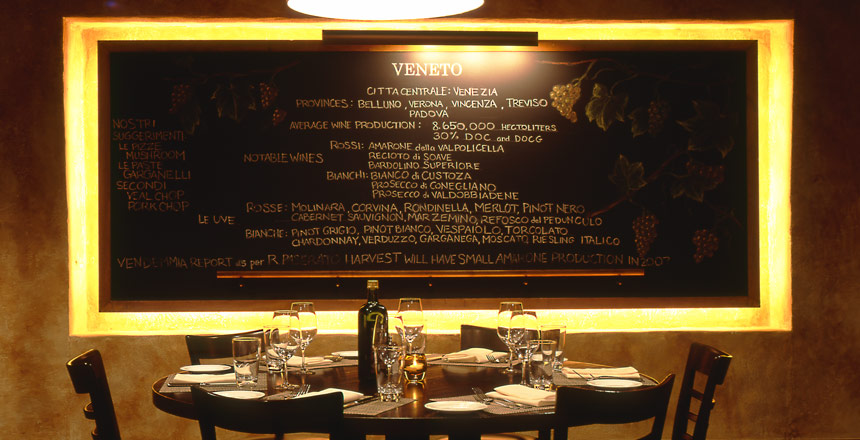 VENETO
CITTA CENTRALE: VENEZIA
PROVINCES: BELLUNO, VERONA, VINCENZA, TREVISO
PADOVA
AVERAGE WINE PRODUCTION: 8.650,000 HECTOLITERS
30% DOC and DOCG
NOTABLE WINES
ROSSI: AMARONE della VALPOLICELLA
RECIOTO di SOAVE
BARDOLINO SUPERIORE
BIANCHI: BIANCO di CUSTOZA
PROSECCO di CONEGLIANO
PROSECCO di VALDOBBIADENE
LE UVE
ROSSE: MOLINARA, CORVINA, RONDINELLA, MERLOT, PINOT NERO
CABERNET SAUVIGNON, MARZEMINO, REFOSCO del PEDUNCULO
BIANCHE: PINOT GRIGIO, PINOT BIANCO, VESPAIOLO, TORCOLATO
CHARDONNAY, VERDUZZO, GARGANEGA, MOSCATO, RIESLING ITALICO
NOSTRI
SUGGERIMENTI
LE PIZZE
MUSHROOM
LE PASTE
GARGANELLI
SECONDI
VEAL CHOP
PORK CHOP
VENDEMMIA REPORT as per R. HARVEST WILL HAVE SMALL AMARONE PRODUCTION IN 2007